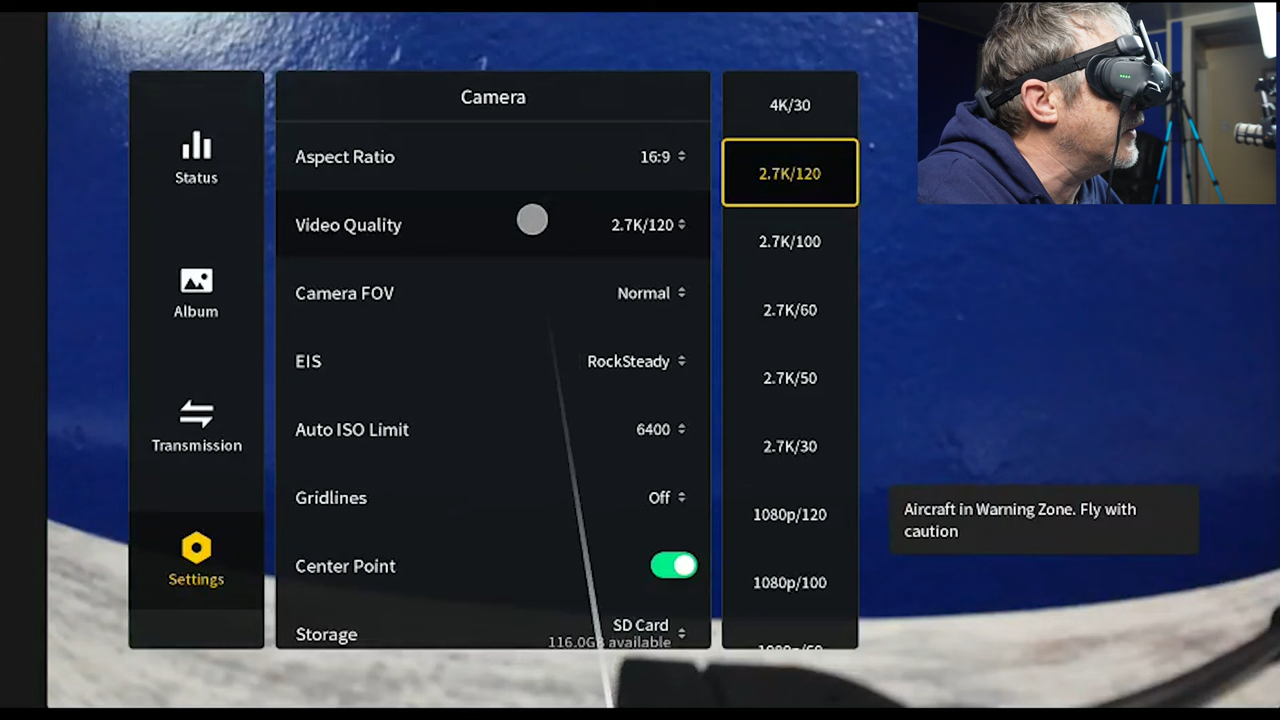 Status
Album
Transmission
Settings
Camera
Aspect Ratio 16:9
Video Quality 2.7K/120
Camera FOV Normal
EIS RockSteady
Auto ISO Limit 6400
Gridlines Off
Center Point
Storage SD Card
116.0GB available
4K/30
2.7K/120
2.7K/100
2.7K/60
2.7K/50
2.7K/30
1080p/120
1080p/100
Aircraft in Warning Zone. Fly with
caution